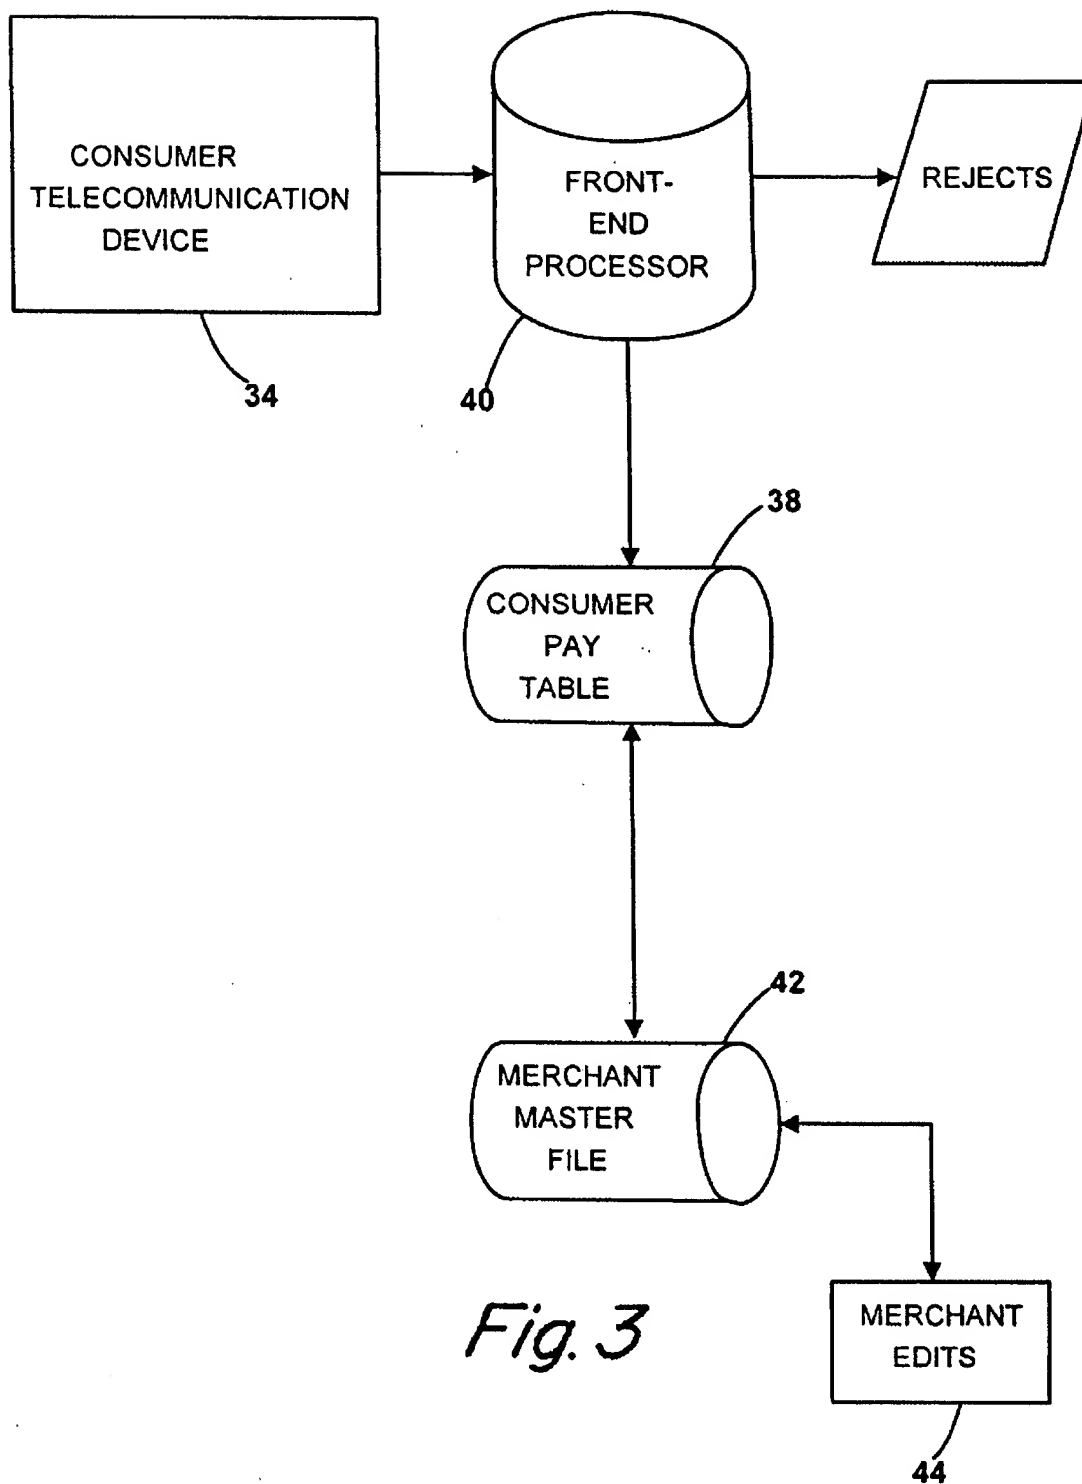 CONSUMER
TELECOMMUNICATION
DEVICE
34
FRONT-
END
PROCESSOR
40
REJECTS
38
CONSUMER
PAY
TABLE
42
MERCHANT
MASTER
FILE
MERCHANT
EDITS
44
Fig. 3